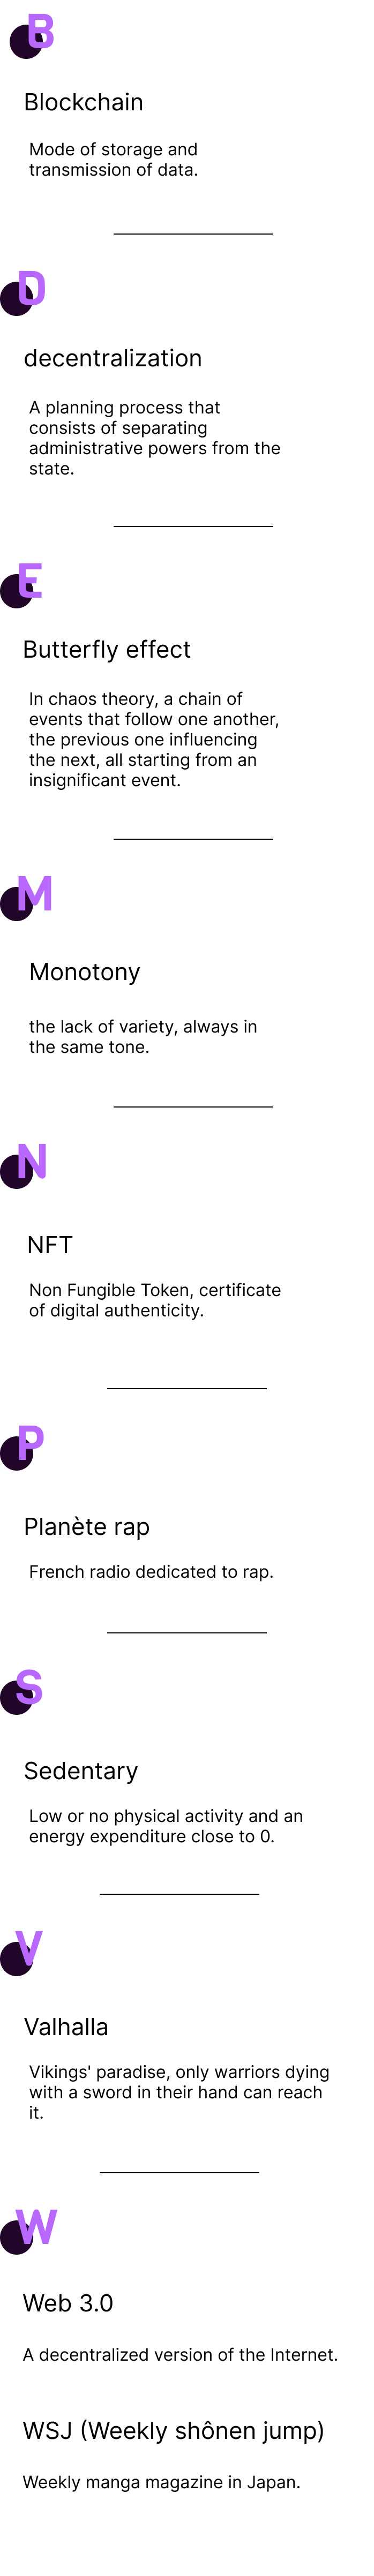 B
Blockchain
Mode of storage and
transmission of data.
D
decentralization
A planning process that
consists of separating
administrative powers from the
state.
E
Butterfly effect
In chaos theory, a chain of
events that follow one another,
the previous one influencing
the next, all starting from an
insignificant event.
M
Monotony
the lack of variety, always in
the same tone.
N
NFT
Non Fungible Token, certificate
of digital authenticity.
P
Planète rap
French radio dedicated to rap.
S
Sedentary
Low or no physical activity and an
energy expenditure close to 0.
V
Valhalla
Vikings' paradise, only warriors dying
with a sword in their hand can reach
it.
W
Web 3.0
A decentralized version of the Internet.
WSJ (Weekly shônen jump)
Weekly manga magazine in Japan.